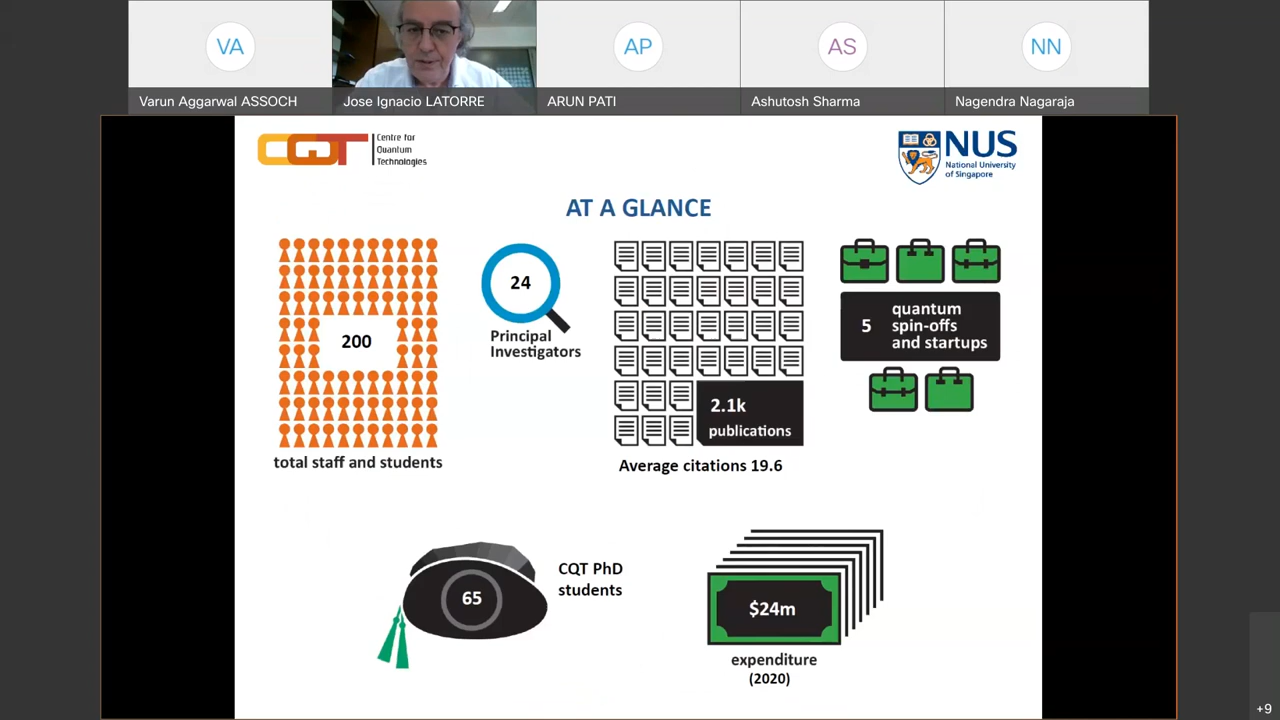 VA
AP
AS
NN
Varun Aggarwal ASSOCH
Jose Ignacio LATORRE
ARUN PATI
Ashutosh Sharma
Nagendra Nagaraja
CQT
Centre for
Quantum
Technologies
NUS
National University
of Singapore
AT A GLANCE
200
total staff and students
24
Principal
Investigators
2.1k
publications
Average citations 19.6
5
quantum
spin-offs
and startups
65
CQT PhD
students
$24m
expenditure
(2020)
+9